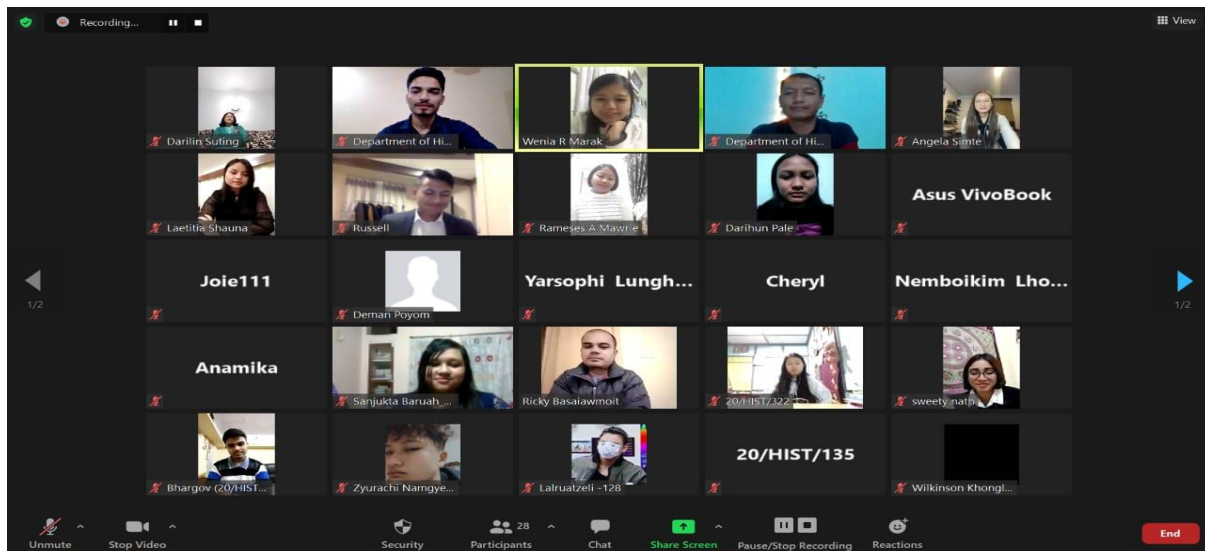 Recording...
View
Darilin Suting
Department of Hi...
Wenia R Marak
Department of Hi...
Angela Simte
Laetitia Shauna
Russell
Rameses A Mawrie
Darihun Pale
Asus VivoBook
Joie111
Deman Poyom
Yarsophi Lungh...
Cheryl
Nemboikim Lho...
1/2
1/2
Anamika
Sanjukta Baruah_...
Ricky Basaiawmoit
20/HIST/322
sweety nath
Bhargov (20/HIST...
Zyurachi Namgye...
Lalruatzeli -128
20/HIST/135
Wilkinson Khongl...
Unmute
Stop Video
Security
28
Participants
Chat
Share Screen
Pause/Stop Recording
Reactions
End